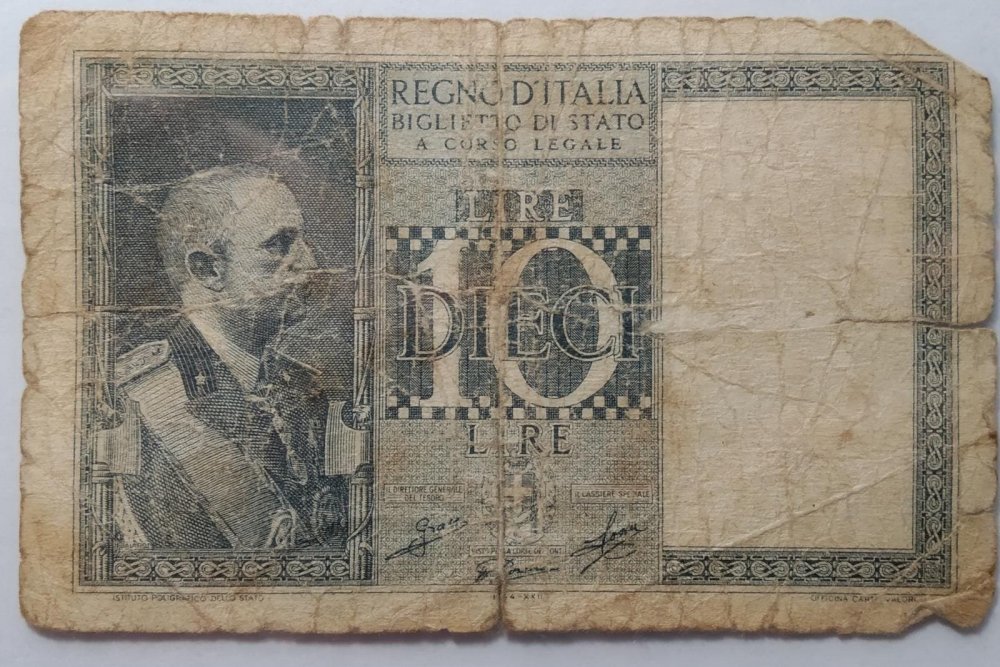 REGNO D'ITALIA
BIGLIETTO DI STATO
A CORSO LEGALE
LIRE
10
DIECI
LIRE
IL DIRETTORE GENERALE
DEL TESORO
IL CASSIERE SPECIALE
ISTITUTO POLIGRAFICO DELLO STATO
OFFICINA CARTE VALORI